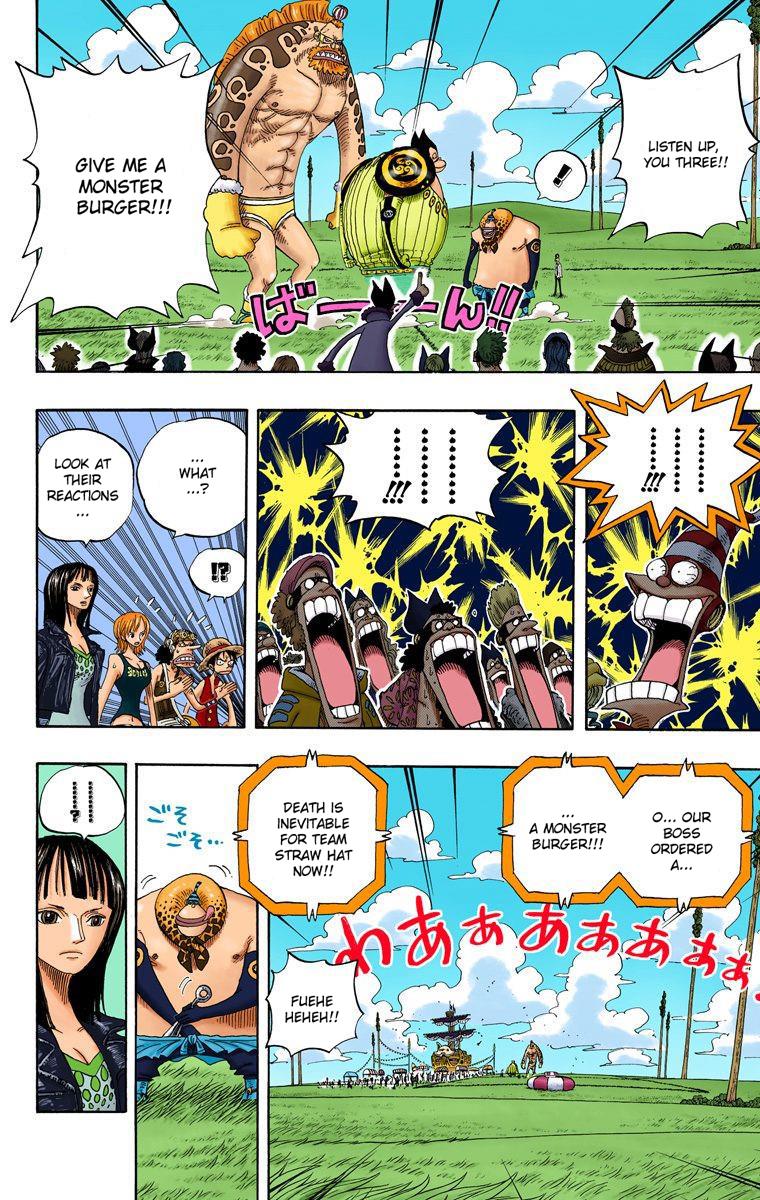 LISTEN UP,
YOU THREE!!
!!
GIVE ME A
MONSTER
BURGER!!!
ばーーーん!!
!!!
!!!
...
WHAT
...?
LOOK AT
THEIR
REACTIONS
...
!?
O... OUR
BOSS
ORDERED
A...
...
A MONSTER
BURGER!!!
DEATH IS
INEVITABLE
FOR TEAM
STRAW HAT
NOW!!
わあぁあああぁぁ
FUEHE
HEHEH!!
ごそ
ごそ…
?